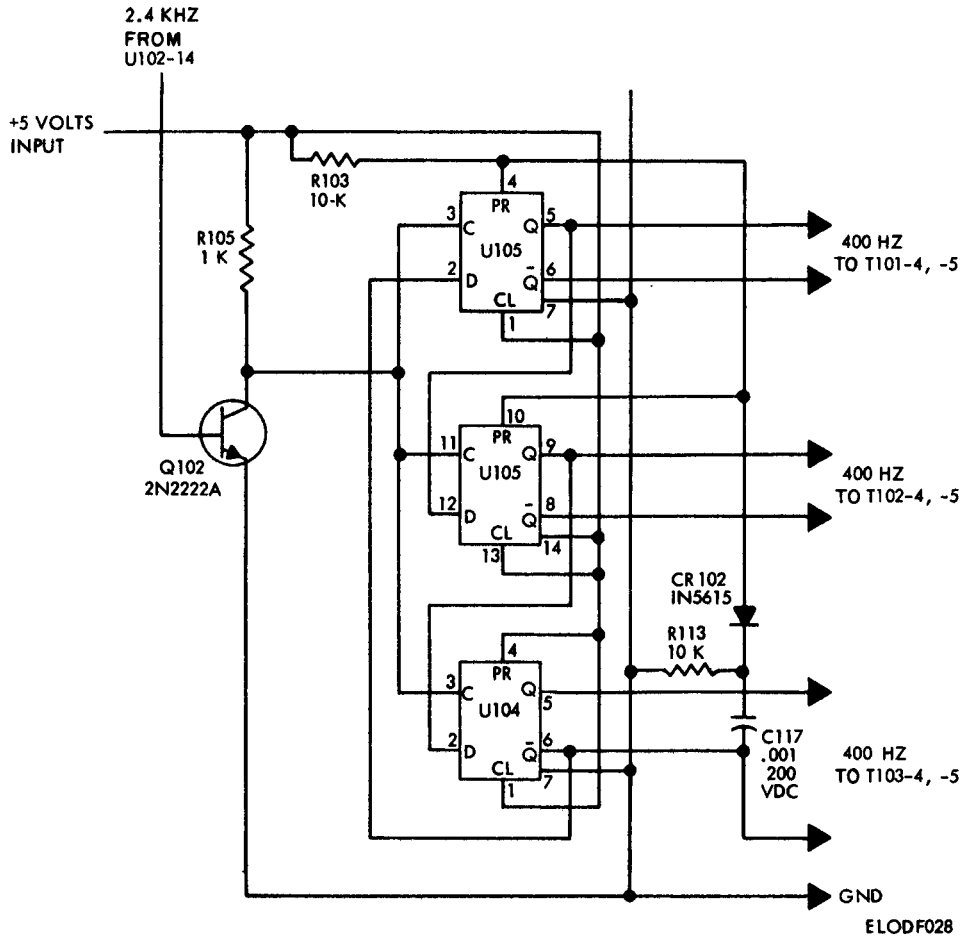 2.4 KHZ
FROM
U102-14
+5 VOLTS
INPUT
R103
10-K
R105
1 K
4
PR
3
C
Q
5
U105
2
D
Q̄
6
CL
7
1
400 HZ
TO T101-4, -5
10
PR
11
C
Q
9
U105
12
D
Q̄
8
CL
14
13
400 HZ
TO T102-4, -5
Q102
2N2222A
CR102
IN5615
R113
10 K
4
PR
3
C
Q
5
U104
2
D
Q̄
6
CL
7
1
C117
.001
200
VDC
400 HZ
TO T103-4, -5
GND
ELODF028